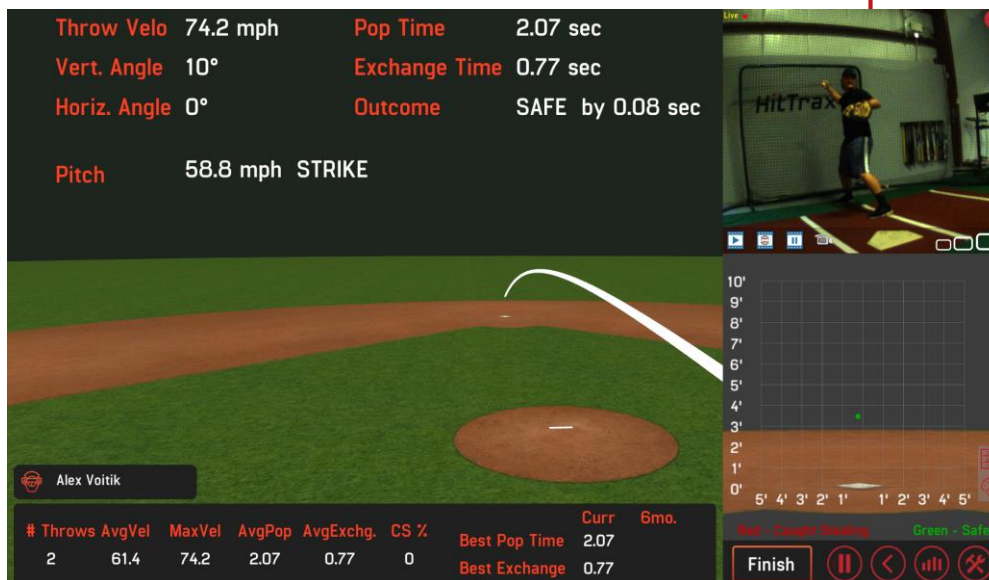 Throw Velo 74.2 mph Pop Time 2.07 sec
Vert. Angle 10° Exchange Time 0.77 sec
Horiz. Angle 0° Outcome SAFE by 0.08 sec
Pitch 58.8 mph STRIKE
Live
HitTrax
10'
9'
8'
7'
6'
5'
4'
3'
2'
1'
0'
5' 4' 3' 2' 1' 1' 2' 3' 4' 5'
Red - Caught Stealing Green - Safe
Alex Voitik
# Throws AvgVel MaxVel AvgPop AvgExchg. CS %
2 61.4 74.2 2.07 0.77 0
Curr 6mo.
Best Pop Time 2.07
Best Exchange 0.77
Finish